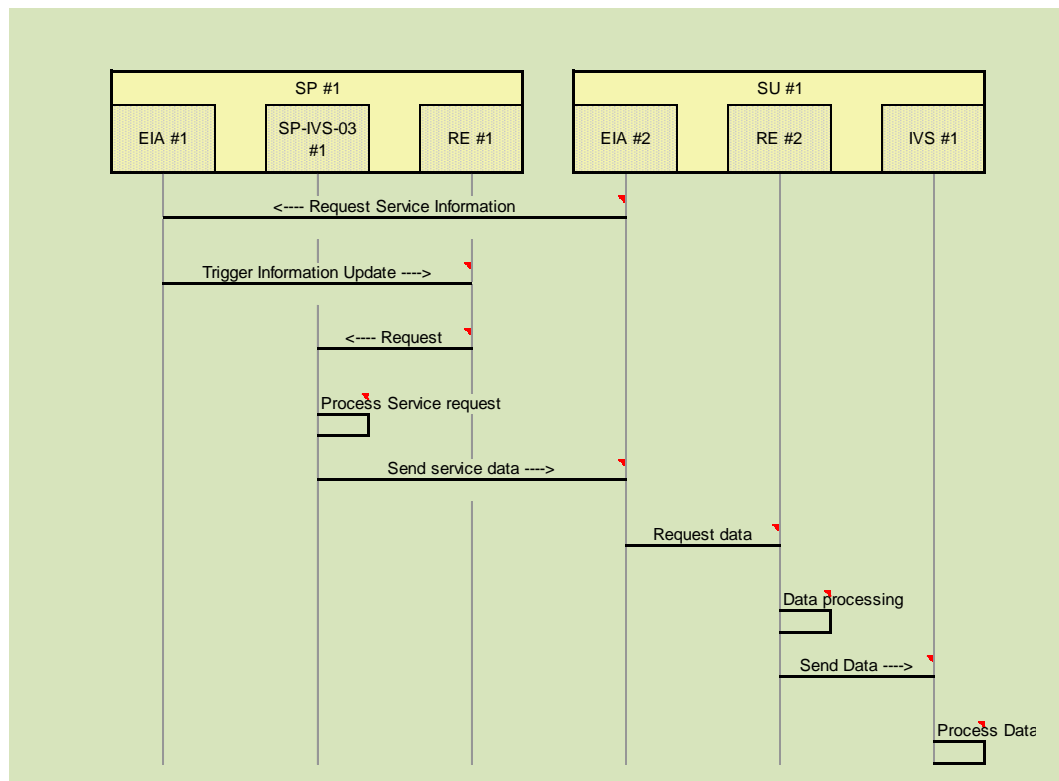 SP #1
SU #1
EIA #1
SP-IVS-03
#1
RE #1
EIA #2
RE #2
IVS #1
<---- Request Service Information
Trigger Information Update ---->
<---- Request
Process Service request
Send service data ---->
Request data
Data processing
Send Data ---->
Process Data